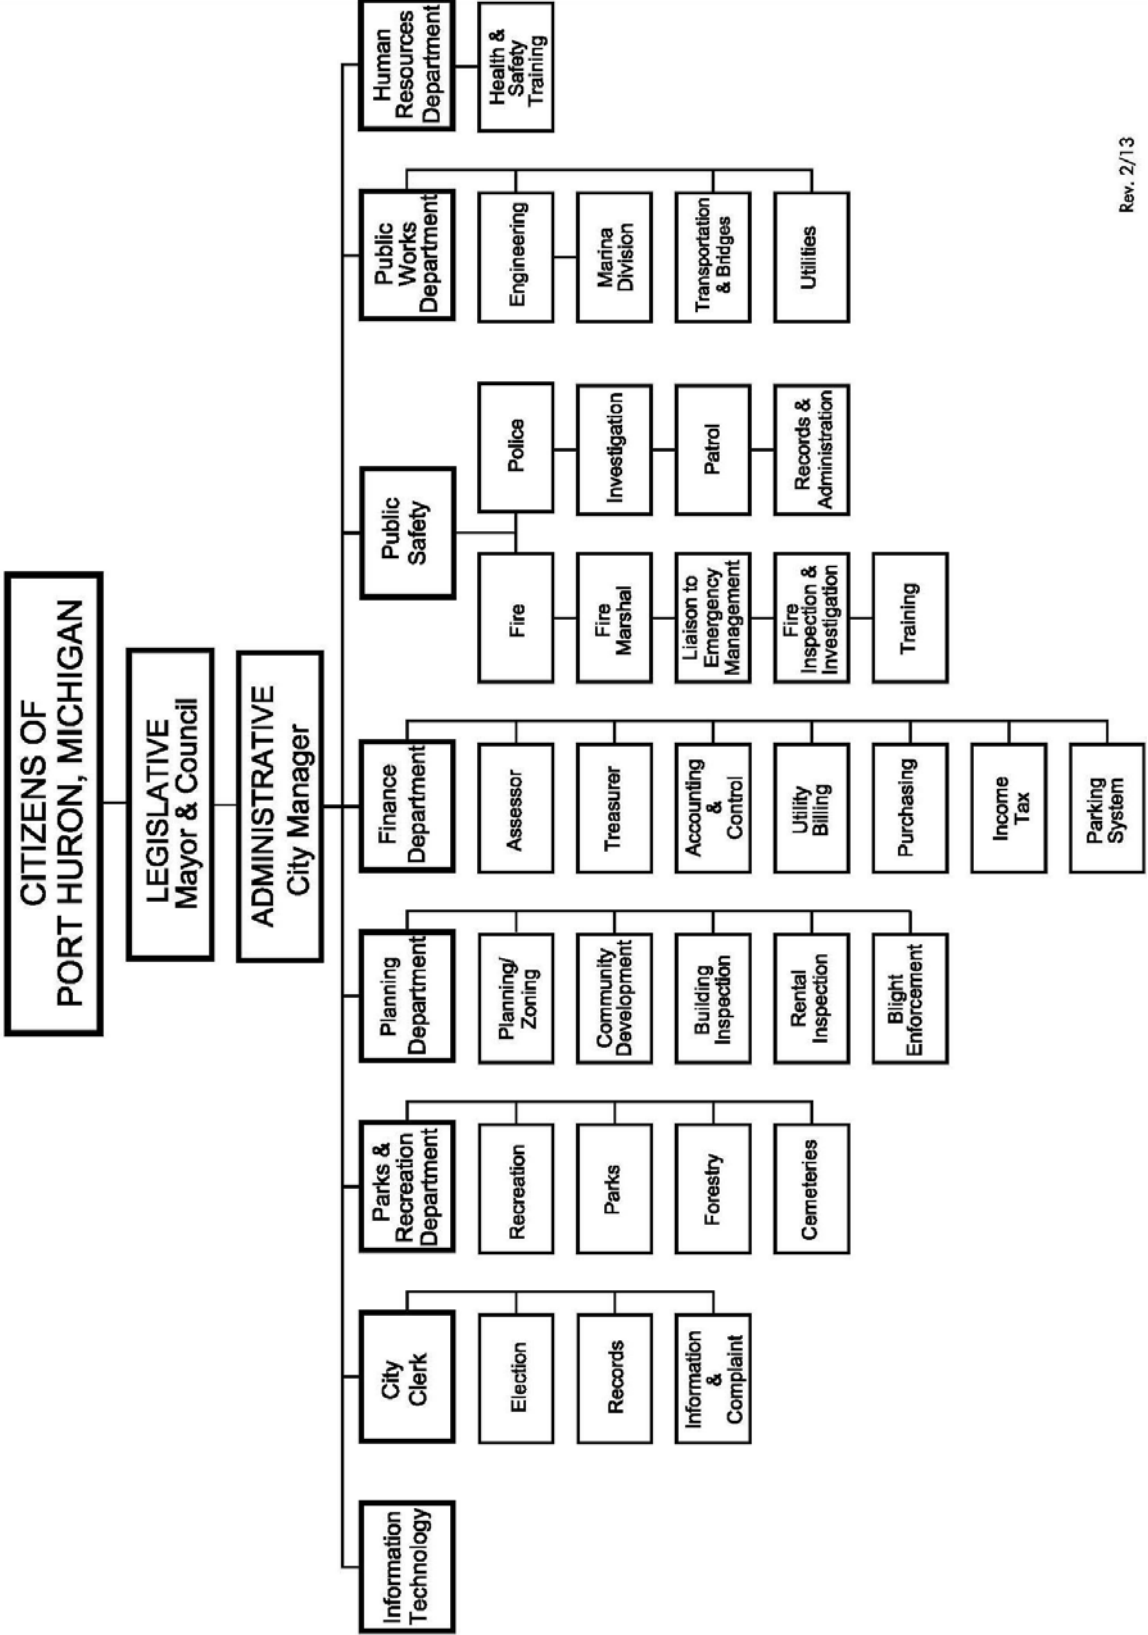 CITIZENS OF
PORT HURON, MICHIGAN
LEGISLATIVE
Mayor & Council
ADMINISTRATIVE
City Manager
Information
Technology
City
Clerk
Election
Records
Information
&
Complaint
Parks &
Recreation
Department
Recreation
Parks
Forestry
Cemeteries
Planning
Department
Planning/
Zoning
Community
Development
Building
Inspection
Rental
Inspection
Blight
Enforcement
Finance
Department
Assessor
Treasurer
Accounting
&
Control
Utility
Billing
Purchasing
Income
Tax
Parking
System
Public
Safety
Fire
Fire
Marshal
Liaison to
Emergency
Management
Fire
Inspection &
Investigation
Training
Police
Investigation
Patrol
Records &
Administration
Public
Works
Department
Engineering
Marina
Division
Transportation
& Bridges
Utilities
Human
Resources
Department
Health &
Safety
Training
Rev. 2/13